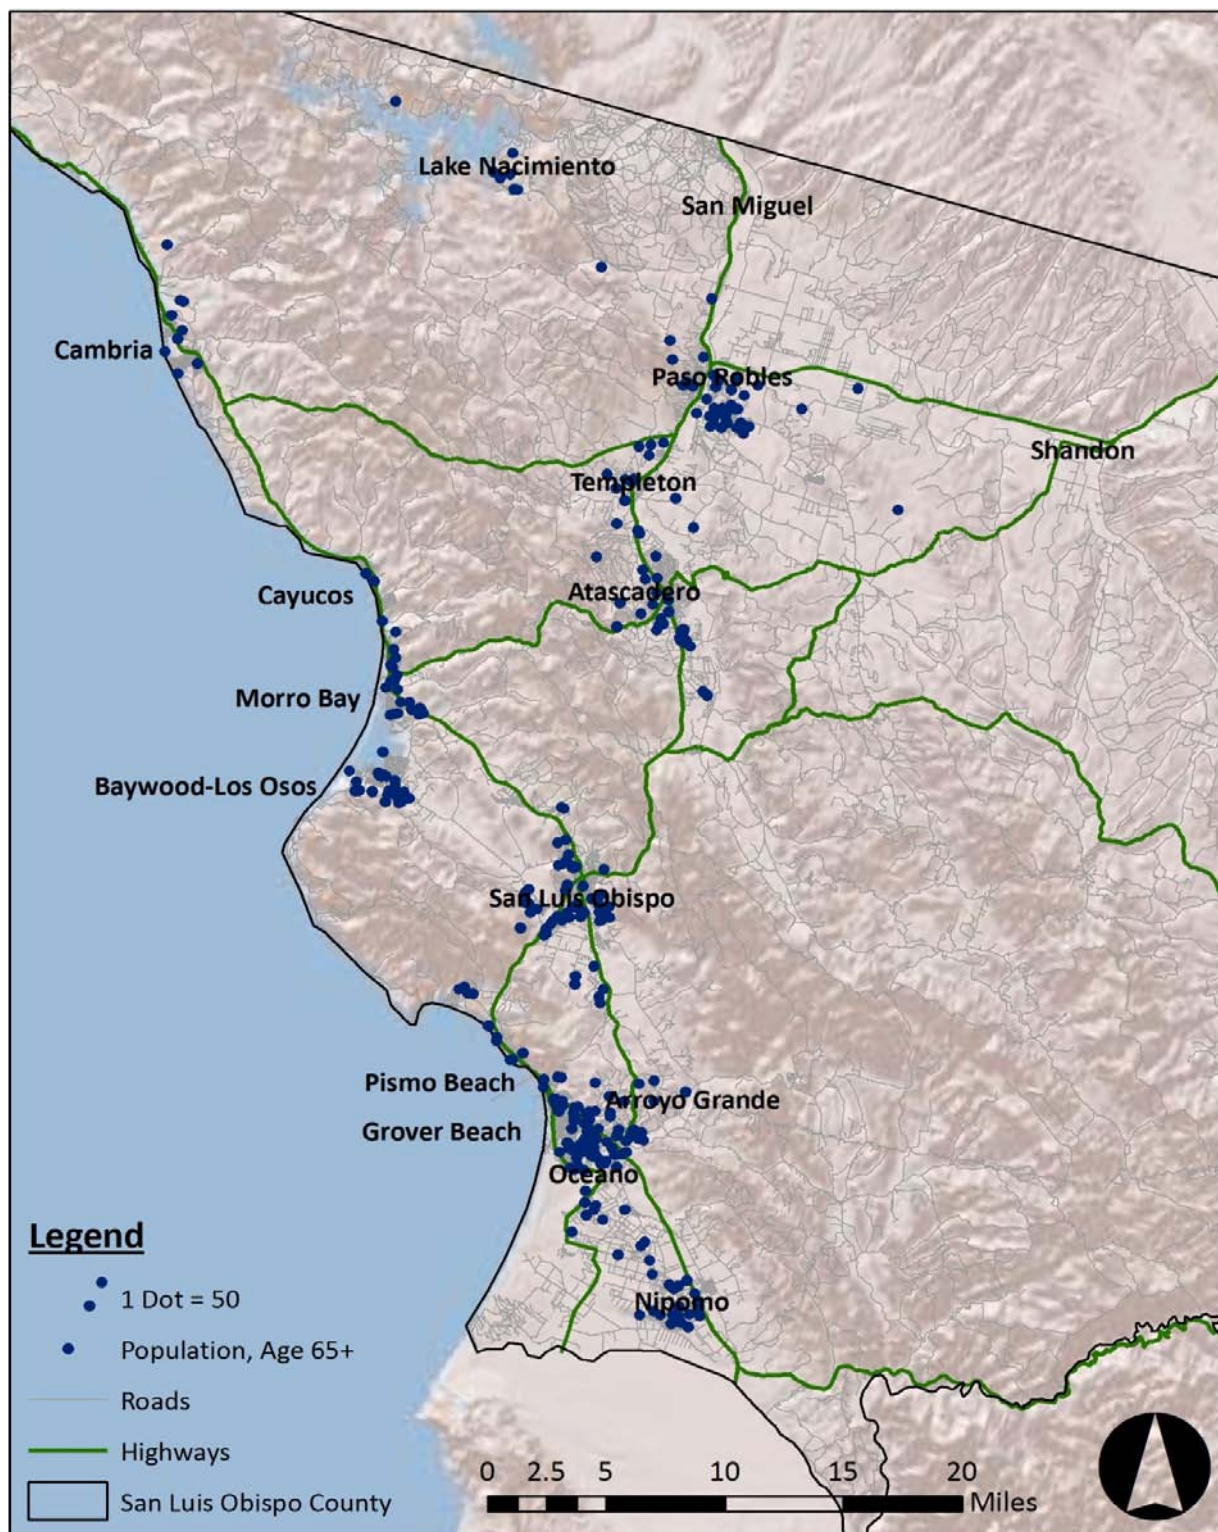 Lake Nacimiento
San Miguel
Cambria
Paso Robles
Shandon
Templeton
Atascadero
Cayucos
Morro Bay
Baywood-Los Osos
San Luis Obispo
Pismo Beach
Arroyo Grande
Grover Beach
Oceano
Nipomo
Legend
1 Dot = 50
Population, Age 65+
Roads
Highways
San Luis Obispo County
0 2.5 5 10 15 20
Miles